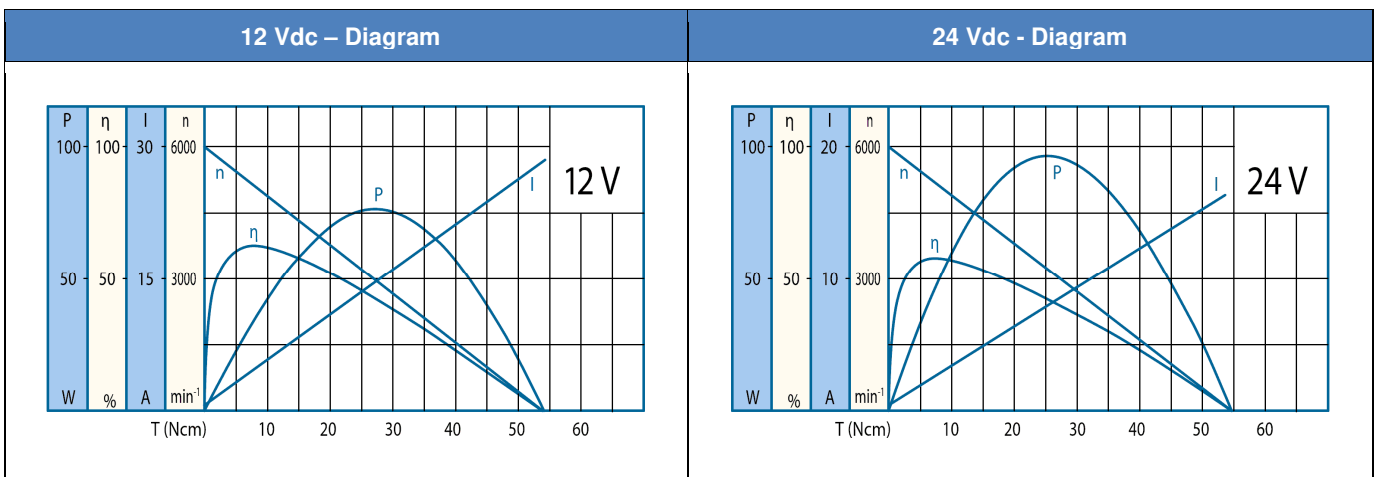 12 Vdc – Diagram
24 Vdc - Diagram
P η I n
100 100 30 6000
n
P
I
12 V
η
50 50 15 3000
W % A min⁻¹
T (Ncm) 10 20 30 40 50 60
P η I n
100 100 20 6000
n
P
I
24 V
η
50 50 10 3000
W % A min⁻¹
T (Ncm) 10 20 30 40 50 60